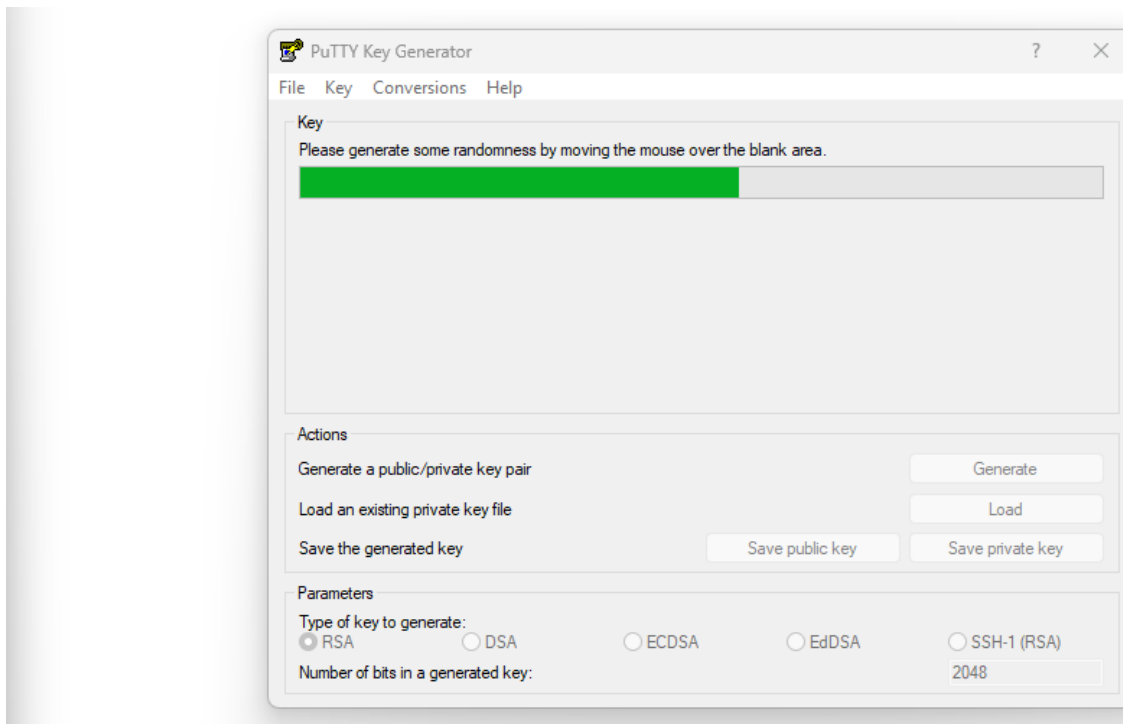 PuTTY Key Generator ?
File Key Conversions Help
Key
Please generate some randomness by moving the mouse over the blank area.
Actions
Generate a public/private key pair Generate
Load an existing private key file Load
Save the generated key Save public key Save private key
Parameters
Type of key to generate:
RSA DSA ECDSA EdDSA SSH-1 (RSA)
Number of bits in a generated key: 2048